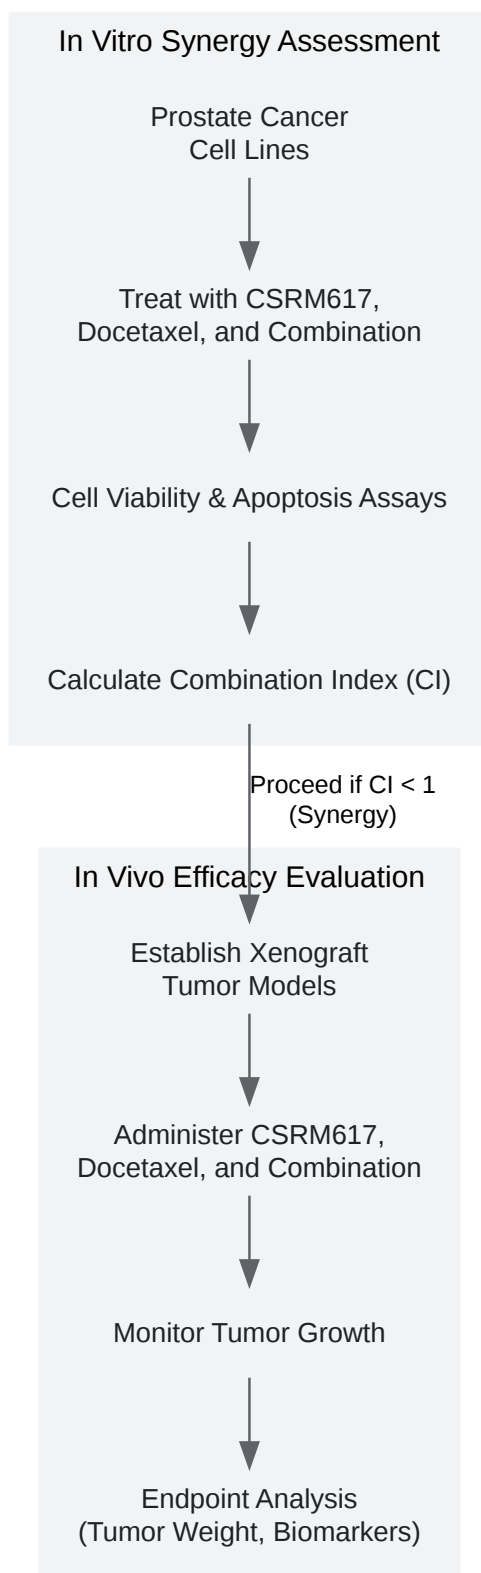 In Vitro Synergy Assessment
Prostate Cancer
Cell Lines
Treat with CSRM617,
Docetaxel, and Combination
Cell Viability & Apoptosis Assays
Calculate Combination Index (CI)
Proceed if CI < 1
(Synergy)
In Vivo Efficacy Evaluation
Establish Xenograft
Tumor Models
Administer CSRM617,
Docetaxel, and Combination
Monitor Tumor Growth
Endpoint Analysis
(Tumor Weight, Biomarkers)